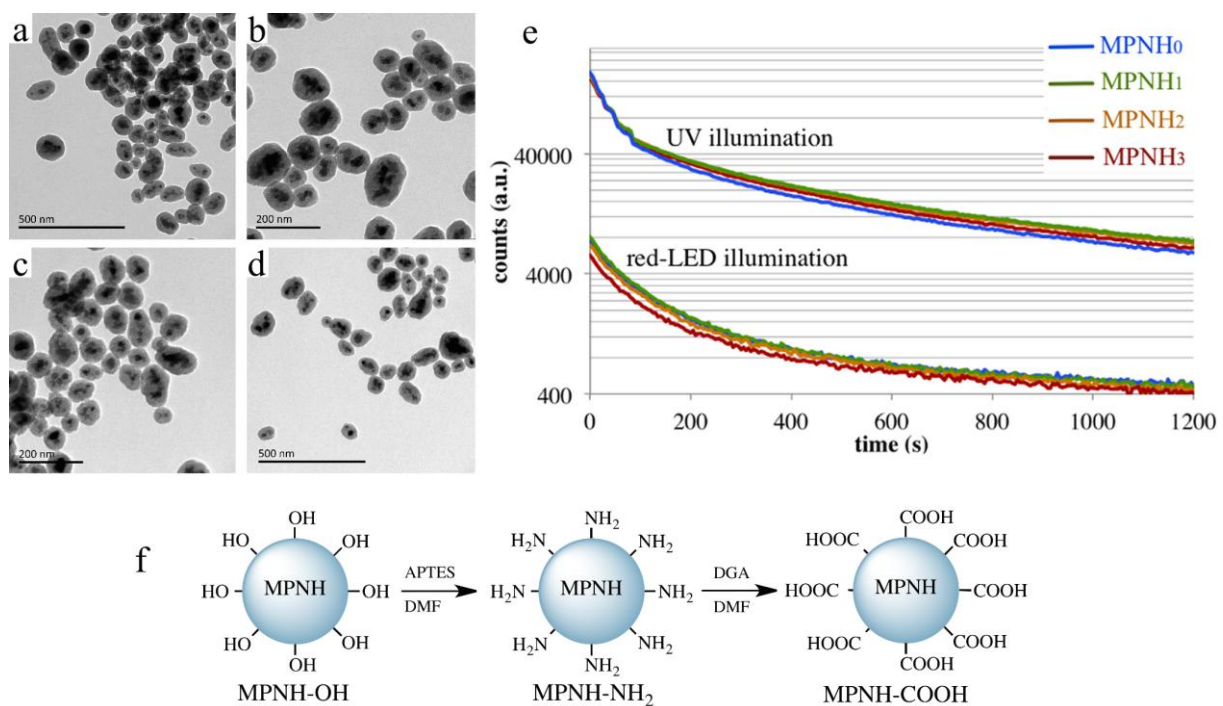 a
500 nm
b
200 nm
c
200 nm
d
500 nm
e
MPNH0
MPNH1
MPNH2
MPNH3
UV illumination
red-LED illumination
counts (a.u.)
40000
4000
400
0 200 400 600 800 1000 1200
time (s)
f
OH
HO OH
HO MPNH OH
HO OH
OH
MPNH-OH
APTES
DMF
NH2
H2N NH2
H2N MPNH NH2
H2N NH2
NH2
MPNH-NH2
DGA
DMF
COOH
HOOC COOH
HOOC MPNH COOH
HOOC COOH
COOH
MPNH-COOH